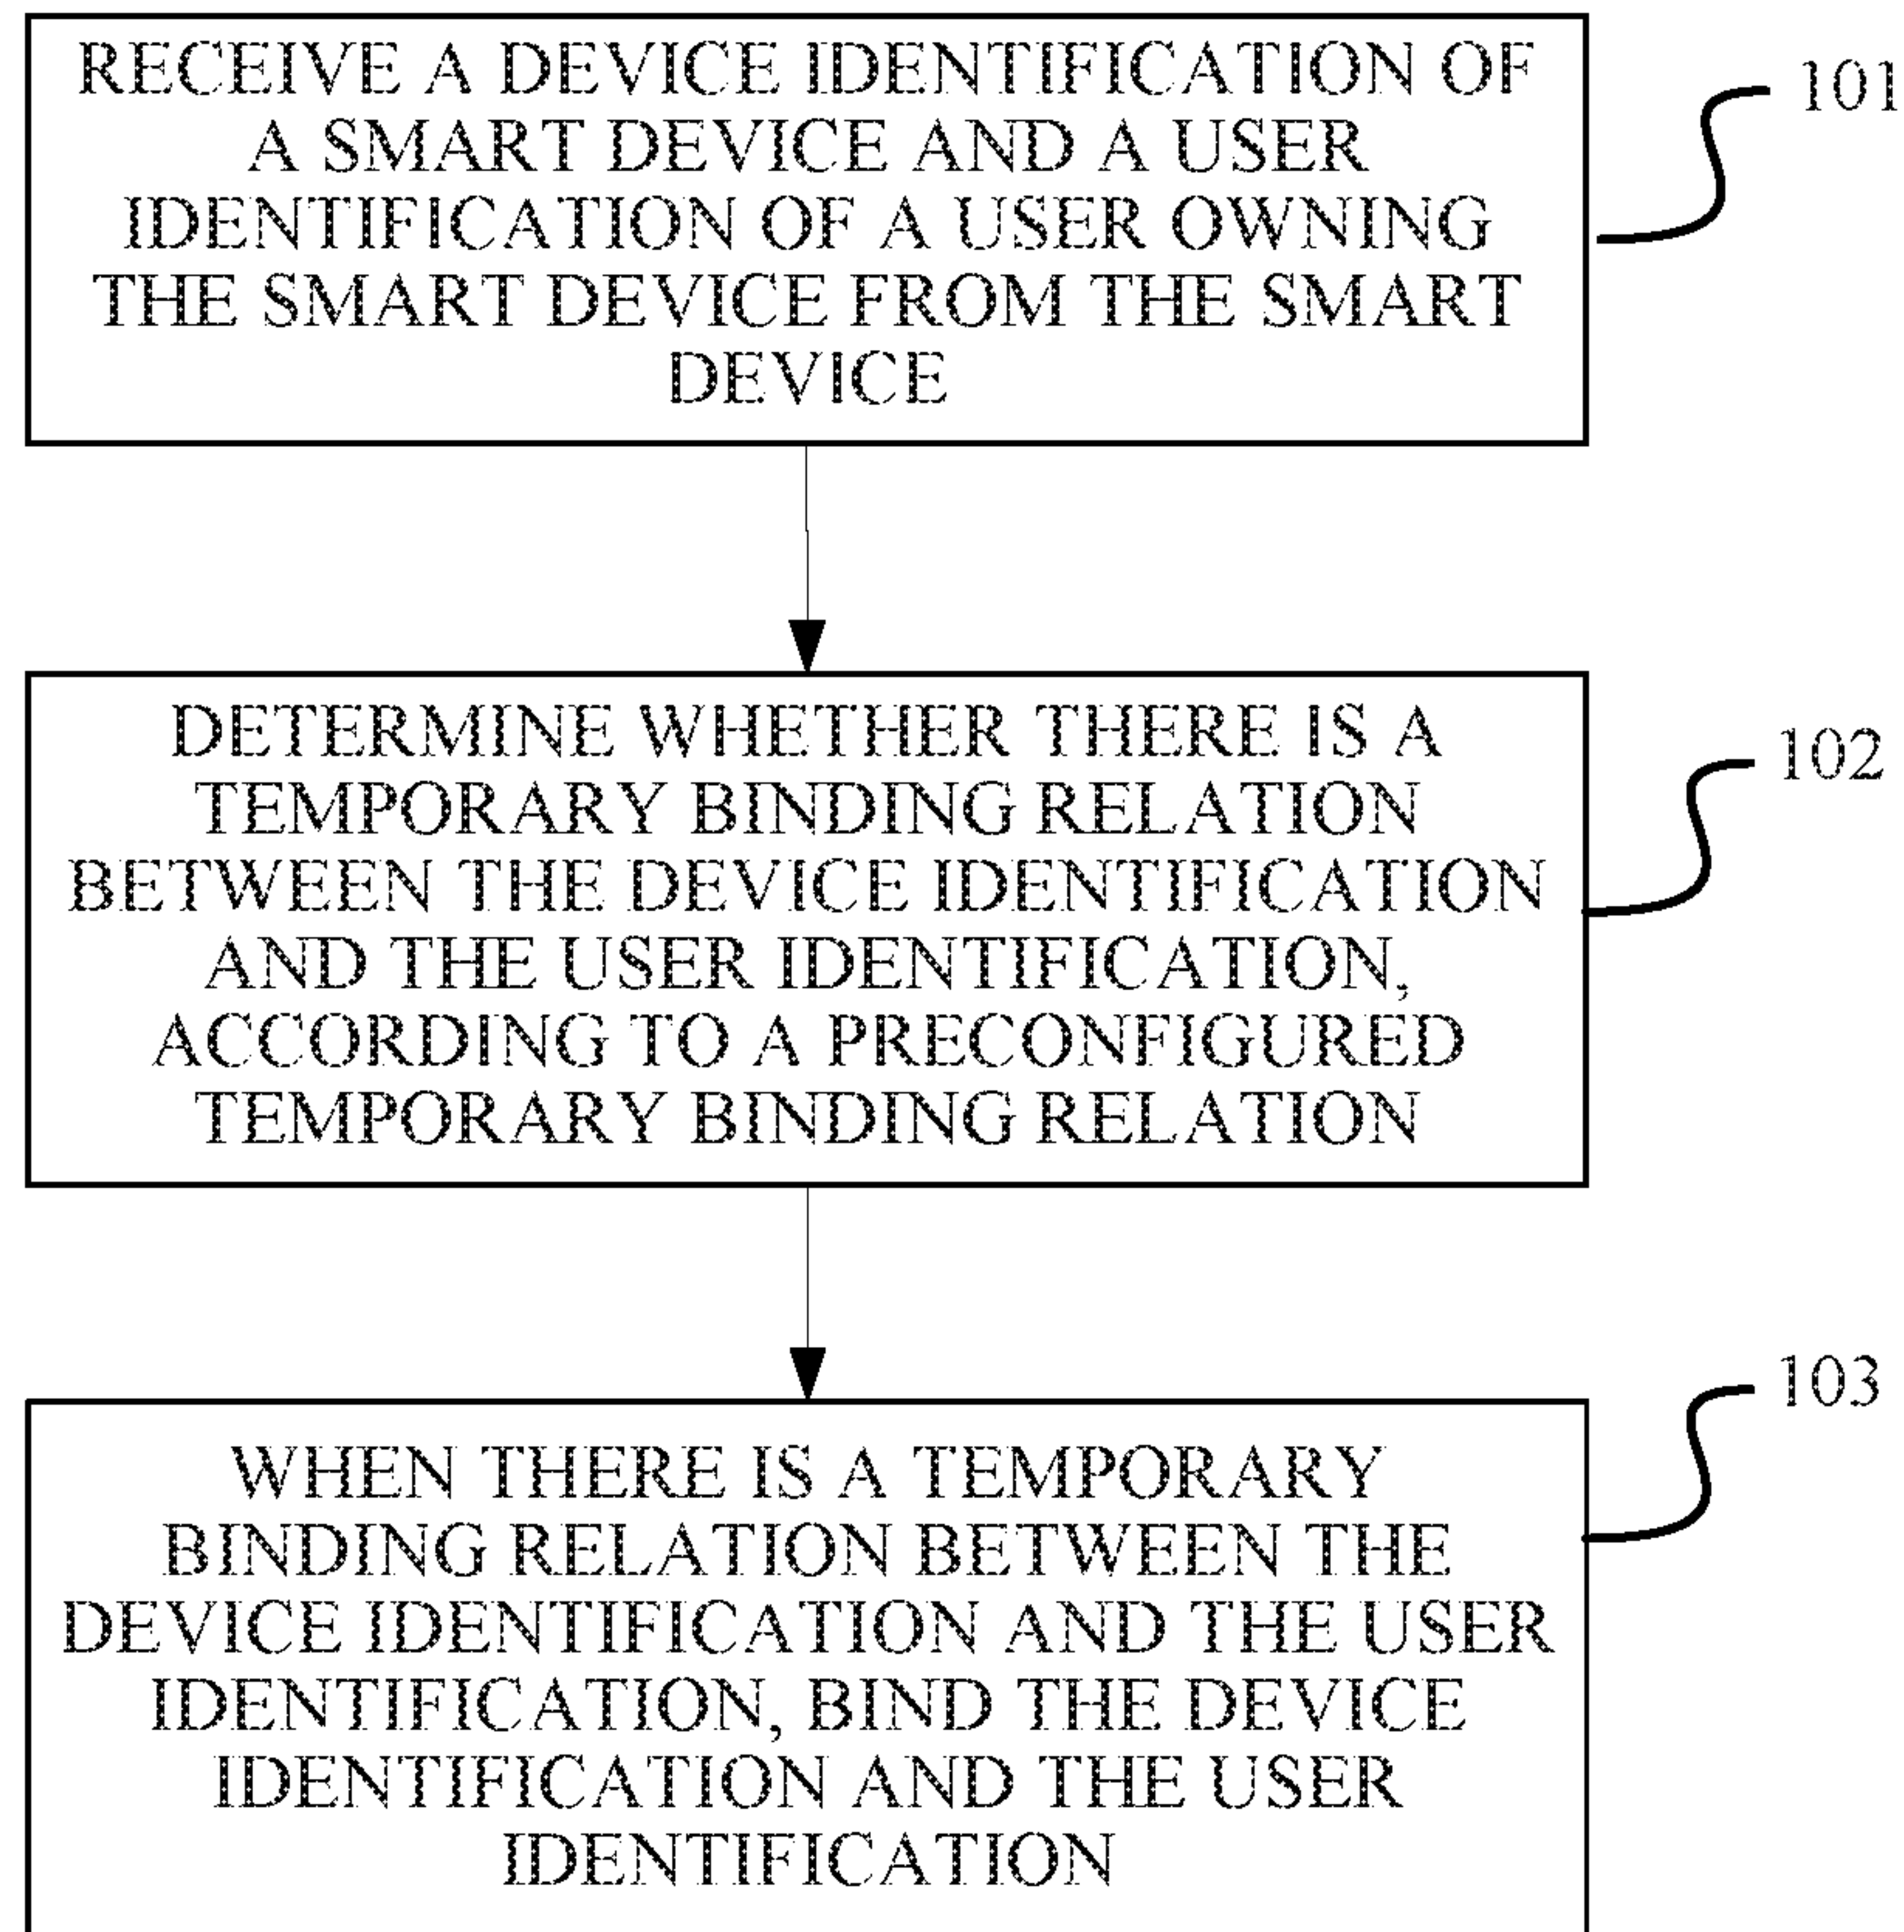 RECEIVE A DEVICE IDENTIFICATION OF
A SMART DEVICE AND A USER
IDENTIFICATION OF A USER OWNING
THE SMART DEVICE FROM THE SMART
DEVICE
101
DETERMINE WHETHER THERE IS A
TEMPORARY BINDING RELATION
BETWEEN THE DEVICE IDENTIFICATION
AND THE USER IDENTIFICATION,
ACCORDING TO A PRECONFIGURED
TEMPORARY BINDING RELATION
102
WHEN THERE IS A TEMPORARY
BINDING RELATION BETWEEN THE
DEVICE IDENTIFICATION AND THE USER
IDENTIFICATION, BIND THE DEVICE
IDENTIFICATION AND THE USER
IDENTIFICATION
103